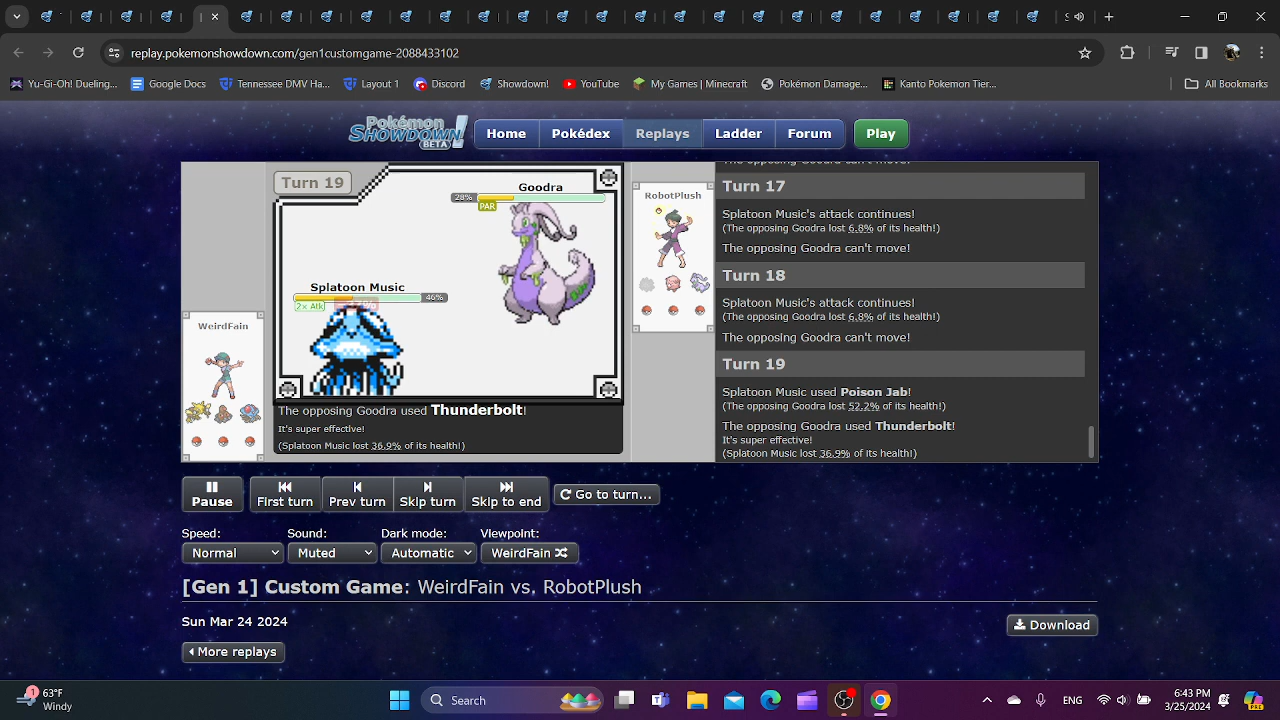 replay.pokemonshowdown.com/gen1customgame-2088433102
Yu-Gi-Oh! Dueling...
Google Docs
Tennessee DMV Ha...
Layout 1
Discord
Showdown!
YouTube
My Games | Minecraft
Pokémon Damage...
Kanto Pokemon Tier...
All Bookmarks
Pokémon
SHOWDOWN!
BETA
Home
Pokédex
Replays
Ladder
Forum
Play
Turn 19
Goodra
28%
PAR
Splatoon Music
46%
2× Atk
WeirdFain
RobotPlush
The opposing Goodra used Thunderbolt!
It's super effective!
(Splatoon Music lost 36.9% of its health!)
The opposing Goodra can't move!
Turn 17
Splatoon Music's attack continues!
(The opposing Goodra lost 6.8% of its health!)
The opposing Goodra can't move!
Turn 18
Splatoon Music's attack continues!
(The opposing Goodra lost 6.8% of its health!)
The opposing Goodra can't move!
Turn 19
Splatoon Music used Poison Jab!
(The opposing Goodra lost 52.2% of its health!)
The opposing Goodra used Thunderbolt!
It's super effective!
(Splatoon Music lost 36.9% of its health!)
Pause
First turn
Prev turn
Skip turn
Skip to end
Go to turn...
Speed:
Sound:
Dark mode:
Viewpoint:
Normal
Muted
Automatic
WeirdFain
[Gen 1] Custom Game: WeirdFain vs. RobotPlush
Sun Mar 24 2024
Download
More replays
1
63°F
Windy
Search
ENG
6:43 PM
3/25/2024